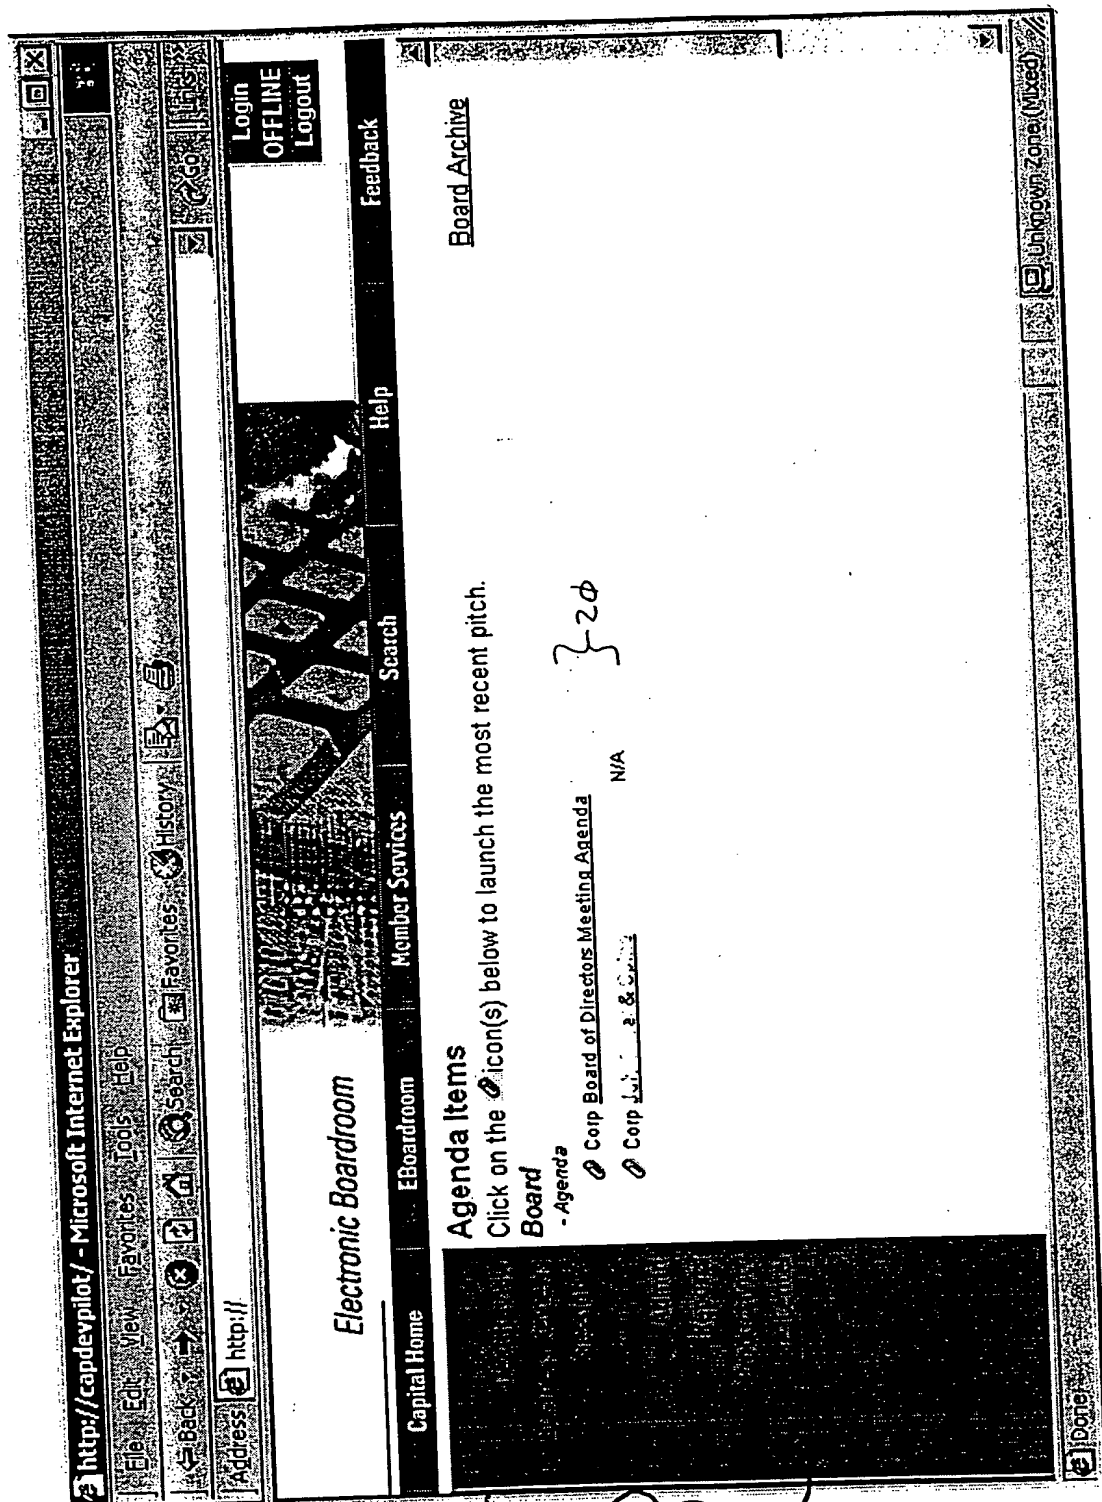 http://capdevpilot/ - Microsoft Internet Explorer
File Edit View Favorites Tools Help
Back Search Favorites History
Address http:// Go Links
Electronic Boardroom
Login
OFFLINE
Logout
Capital Home EBoardroom Member Services Search Help Feedback
Agenda Items
Board Archive
Click on the icon(s) below to launch the most recent pitch.
Board
- Agenda
Corp Board of Directors Meeting Agenda
Corp & N/A
} 20
Done Unknown Zone (Mixed)